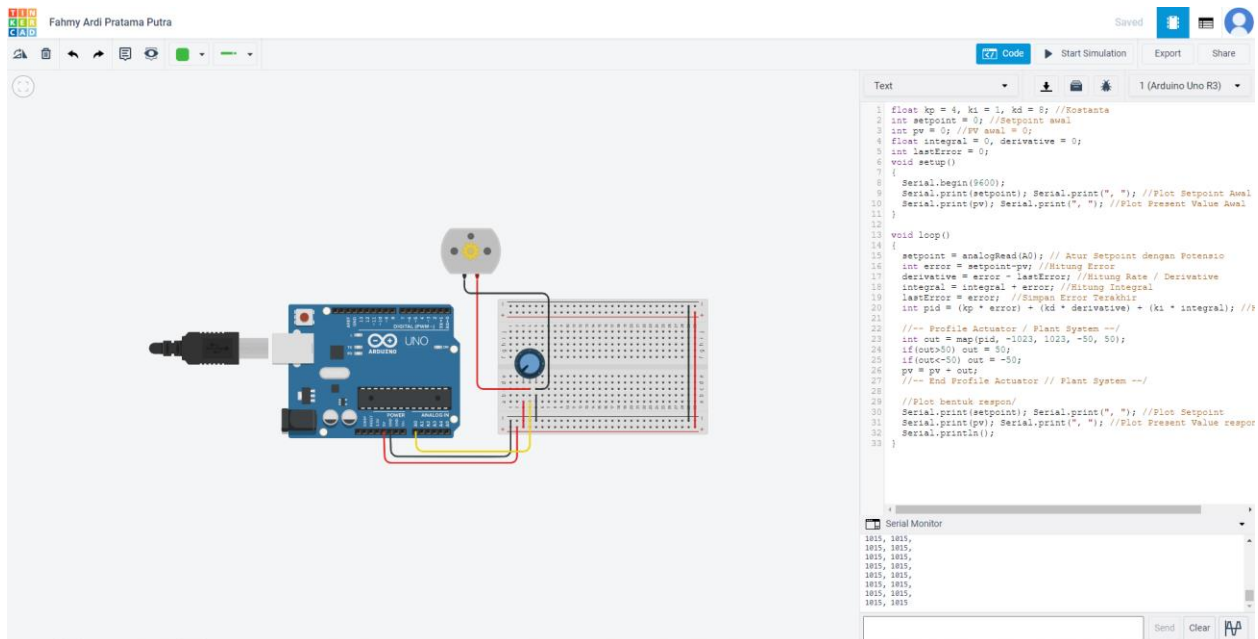 TIN
KER
CAD
Fahmy Ardi Pratama Putra
Saved
Code
Start Simulation
Export
Share
Text
1 (Arduino Uno R3)
1 float kp = 4, ki = 1, kd = 8; //Kostanta
2 int setpoint = 0; //Setpoint awal
3 int pv = 0; //PV awal = 0;
4 float integral = 0, derivative = 0;
5 int lastError = 0;
6 void setup()
7 {
8 Serial.begin(9600);
9 Serial.print(setpoint); Serial.print(", "); //Plot Setpoint Awal
10 Serial.print(pv); Serial.print(", "); //Plot Present Value Awal
11 }
12
13 void loop()
14 {
15 setpoint = analogRead(A0); // Atur Setpoint dengan Potensio
16 int error = setpoint-pv; //Hitung Error
17 derivative = error - lastError; //Hitung Rate / Derivative
18 integral = integral + error; //Hitung Integral
19 lastError = error; //Simpan Error Terakhir
20 int pid = (kp * error) + (kd * derivative) + (ki * integral);
21
22 //-- Profile Actuator / Plant System --/
23 int out = map(pid, -1023, 1023, -50, 50);
24 if(out>50) out = 50;
25 if(out<-50) out = -50;
26 pv = pv + out;
27 //-- End Profile Actuator // Plant System --/
28
29 //Plot bentuk respon/
30 Serial.print(setpoint); Serial.print(", "); //Plot Setpoint
31 Serial.print(pv); Serial.print(", "); //Plot Present Value respon
32 Serial.println();
33 }
DIGITAL (PWM~)
UNO
ARDUINO
POWER
ANALOG IN
Serial Monitor
1015, 1015,
1015, 1015,
1015, 1015,
1015, 1015,
1015, 1015,
1015, 1015,
1015, 1015,
1015, 1015
Send
Clear